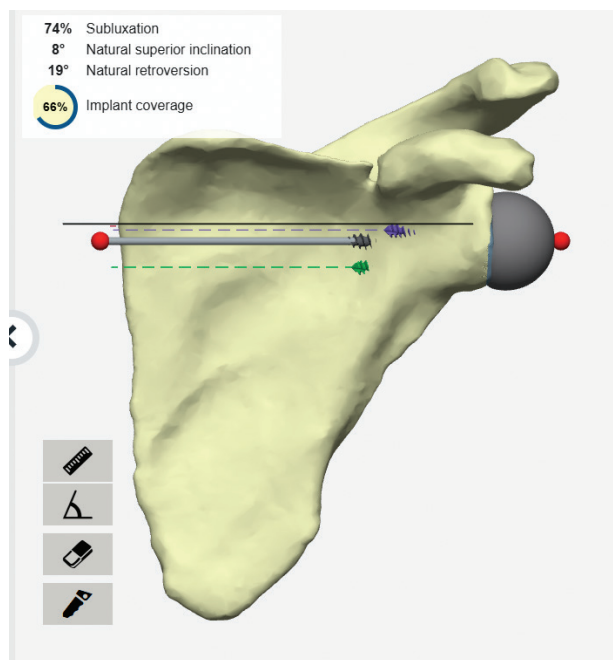 74% Subluxation
8° Natural superior inclination
19° Natural retroversion
66% Implant coverage